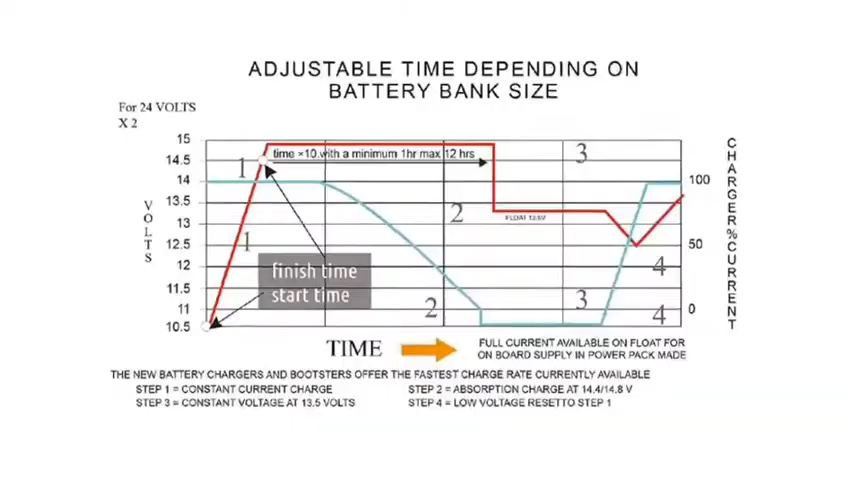 ADJUSTABLE TIME DEPENDING ON
BATTERY BANK SIZE
For 24 VOLTS
X 2
VOLTS
15
14.5
14
13.5
13
12.5
12
11.5
11
10.5
1
time ×10.with a minimum 1hr max 12 hrs
3
2
FLOAT 13.5V
1
4
finish time
start time
2
3
4
100
50
0
CHARGER%CURRENT
TIME
FULL CURRENT AVAILABLE ON FLOAT FOR
ON BOARD SUPPLY IN POWER PACK MADE
THE NEW BATTERY CHARGERS AND BOOTSTERS OFFER THE FASTEST CHARGE RATE CURRENTLY AVAILABLE
STEP 1 = CONSTANT CURRENT CHARGE
STEP 2 = ABSORPTION CHARGE AT 14.4/14.8 V
STEP 3 = CONSTANT VOLTAGE AT 13.5 VOLTS
STEP 4 = LOW VOLTAGE RESETTO STEP 1